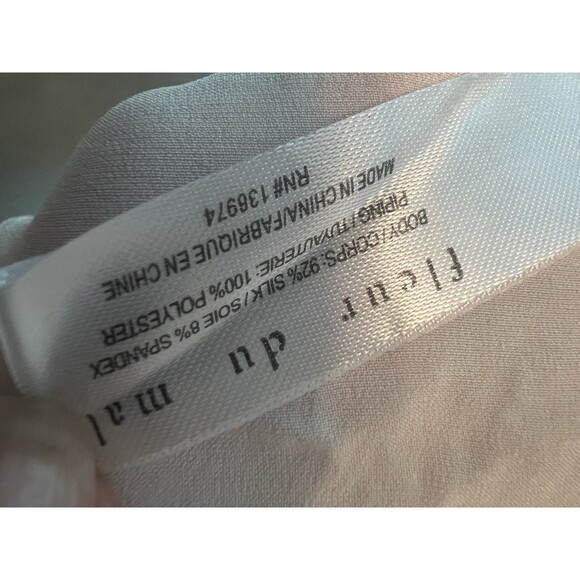 fleur du mal
BODY / CORPS: 92% SILK / SOIE 8% SPANDEX
PIPING / TUYAUTERIE: 100% POLYESTER
MADE IN CHINA/FABRIQUE EN CHINE
RN# 136974